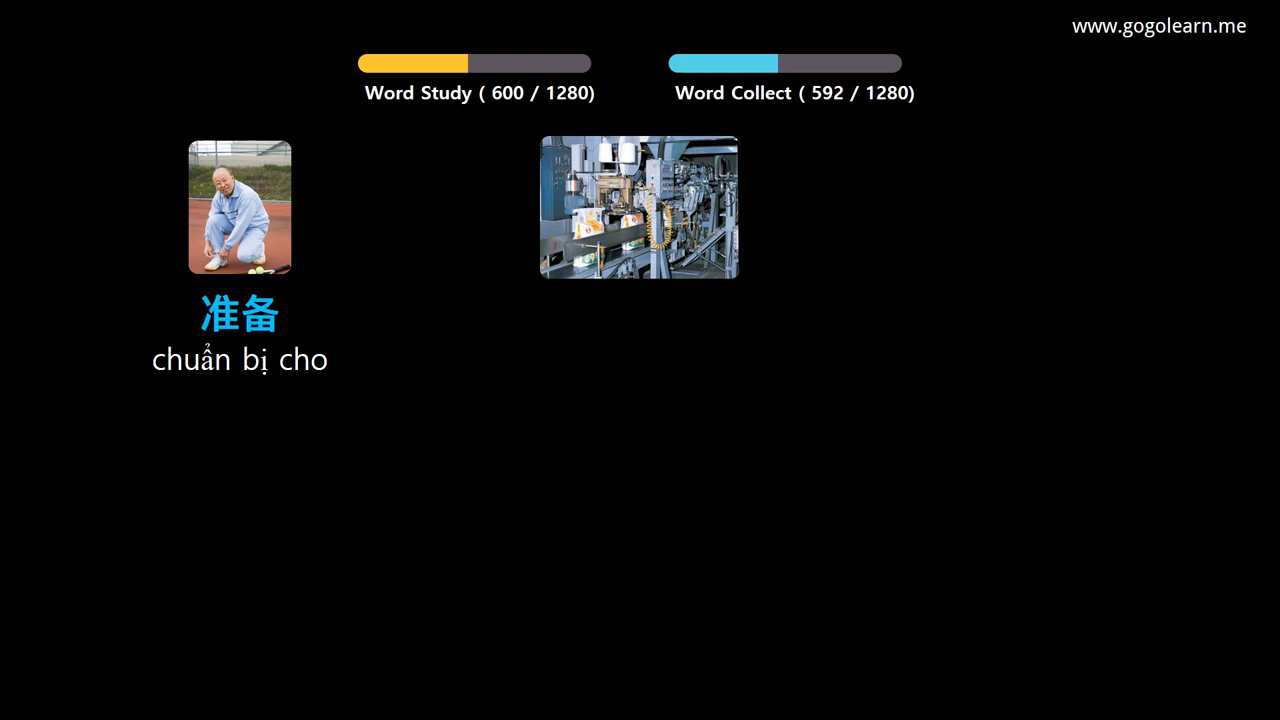 www.gogolearn.me
Word Study ( 600 / 1280)
Word Collect ( 592 / 1280)
准备
chuẩn bị cho